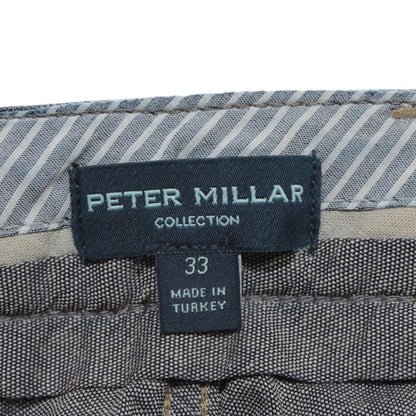 PETER MILLAR
COLLECTION
33
MADE IN
TURKEY